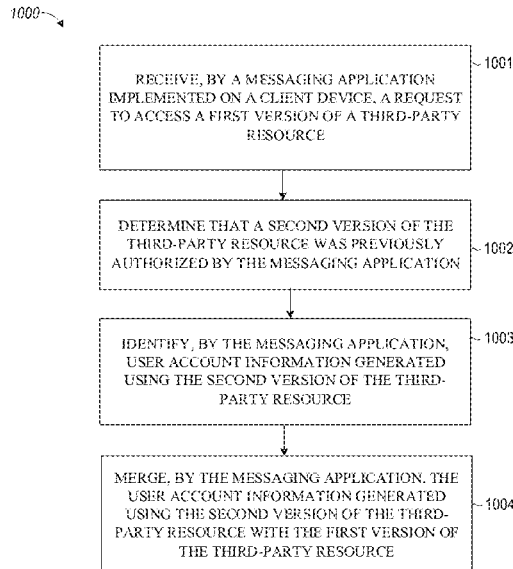 1000
RECEIVE, BY A MESSAGING APPLICATION
IMPLEMENTED ON A CLIENT DEVICE, A REQUEST
TO ACCESS A FIRST VERSION OF A THIRD-PARTY
RESOURCE
1001
DETERMINE THAT A SECOND VERSION OF THE
THIRD-PARTY RESOURCE WAS PREVIOUSLY
AUTHORIZED BY THE MESSAGING APPLICATION
1002
IDENTIFY, BY THE MESSAGING APPLICATION,
USER ACCOUNT INFORMATION GENERATED
USING THE SECOND VERSION OF THE THIRD-
PARTY RESOURCE
1003
MERGE, BY THE MESSAGING APPLICATION, THE
USER ACCOUNT INFORMATION GENERATED
USING THE SECOND VERSION OF THE THIRD-
PARTY RESOURCE WITH THE FIRST VERSION OF
THE THIRD-PARTY RESOURCE
1004